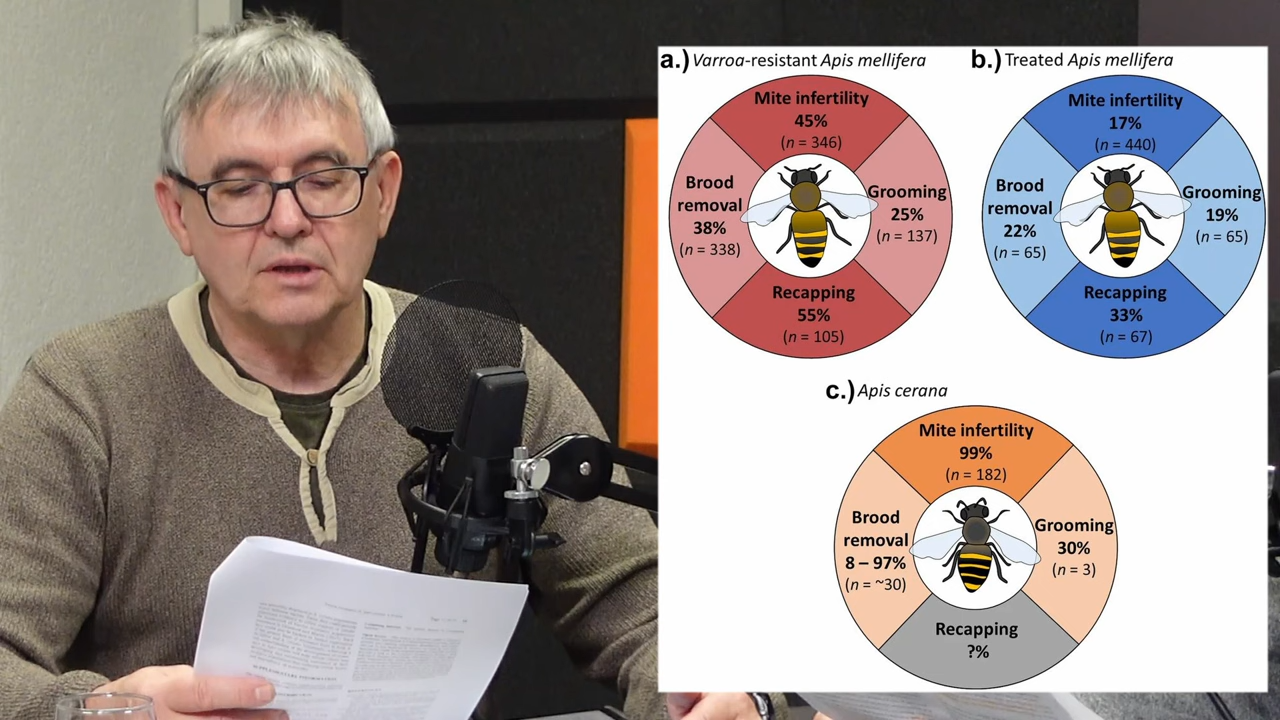 a.) Varroa-resistant Apis mellifera
Mite infertility
45%
(n = 346)
Brood
removal
38%
(n = 338)
Grooming
25%
(n = 137)
Recapping
55%
(n = 105)
b.) Treated Apis mellifera
Mite infertility
17%
(n = 440)
Brood
removal
22%
(n = 65)
Grooming
19%
(n = 65)
Recapping
33%
(n = 67)
c.) Apis cerana
Mite infertility
99%
(n = 182)
Brood
removal
8 – 97%
(n = ~30)
Grooming
30%
(n = 3)
Recapping
?%
SUPPLEMENTARY INFORMATION